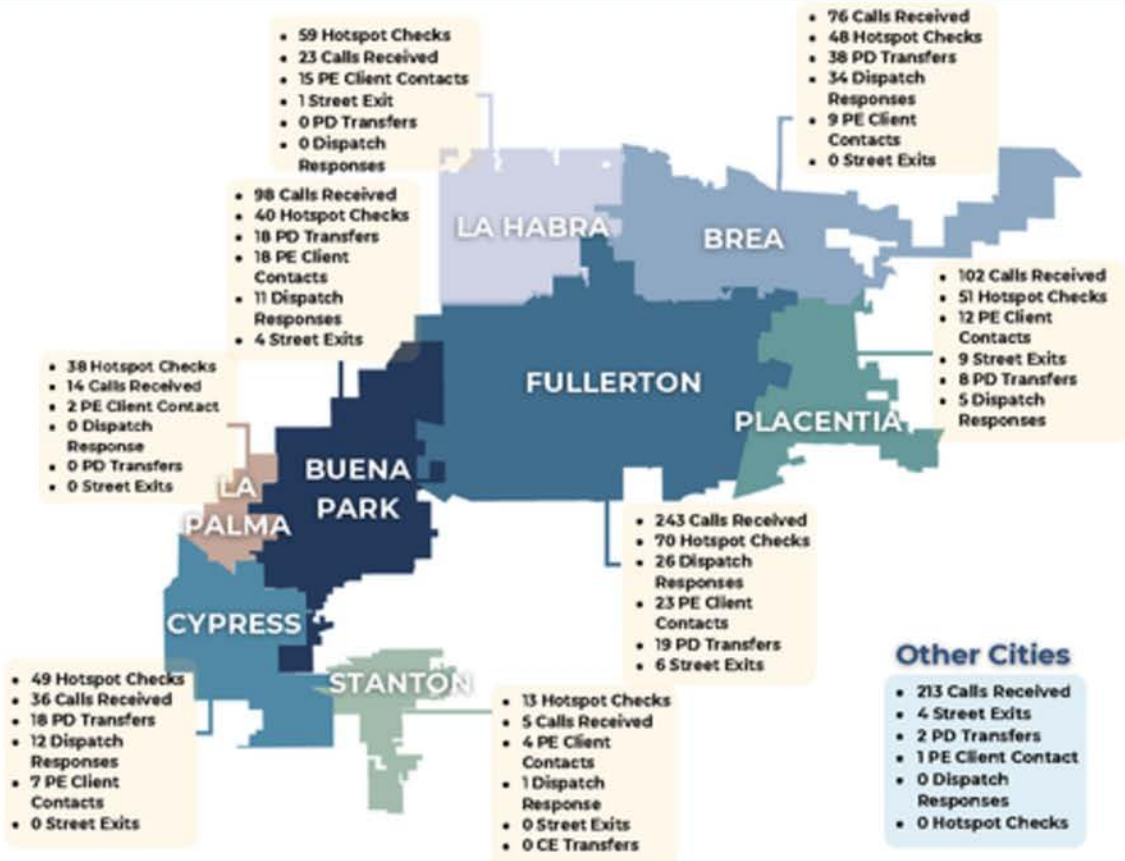 • 59 Hotspot Checks
• 23 Calls Received
• 15 PE Client Contacts
• 1 Street Exit
• 0 PD Transfers
• 0 Dispatch
Responses
• 76 Calls Received
• 48 Hotspot Checks
• 38 PD Transfers
• 34 Dispatch
Responses
• 9 PE Client
Contacts
• 0 Street Exits
• 98 Calls Received
• 40 Hotspot Checks
• 18 PD Transfers
• 18 PE Client
Contacts
• 11 Dispatch
Responses
• 4 Street Exits
LA HABRA
BREA
• 102 Calls Received
• 51 Hotspot Checks
• 12 PE Client
Contacts
• 9 Street Exits
• 8 PD Transfers
• 5 Dispatch
Responses
• 38 Hotspot Checks
• 14 Calls Received
• 2 PE Client Contact
• 0 Dispatch
Response
• 0 PD Transfers
• 0 Street Exits
FULLERTON
PLACENTIA
BUENA
PARK
LA
PALMA
• 243 Calls Received
• 70 Hotspot Checks
• 26 Dispatch
Responses
• 23 PE Client
Contacts
• 19 PD Transfers
• 6 Street Exits
CYPRESS
STANTON
• 49 Hotspot Checks
• 36 Calls Received
• 18 PD Transfers
• 12 Dispatch
Responses
• 7 PE Client
Contacts
• 0 Street Exits
• 13 Hotspot Checks
• 5 Calls Received
• 4 PE Client
Contacts
• 1 Dispatch
Response
• 0 Street Exits
• 0 CE Transfers
Other Cities
• 213 Calls Received
• 4 Street Exits
• 2 PD Transfers
• 1 PE Client Contact
• 0 Dispatch
Responses
• 0 Hotspot Checks